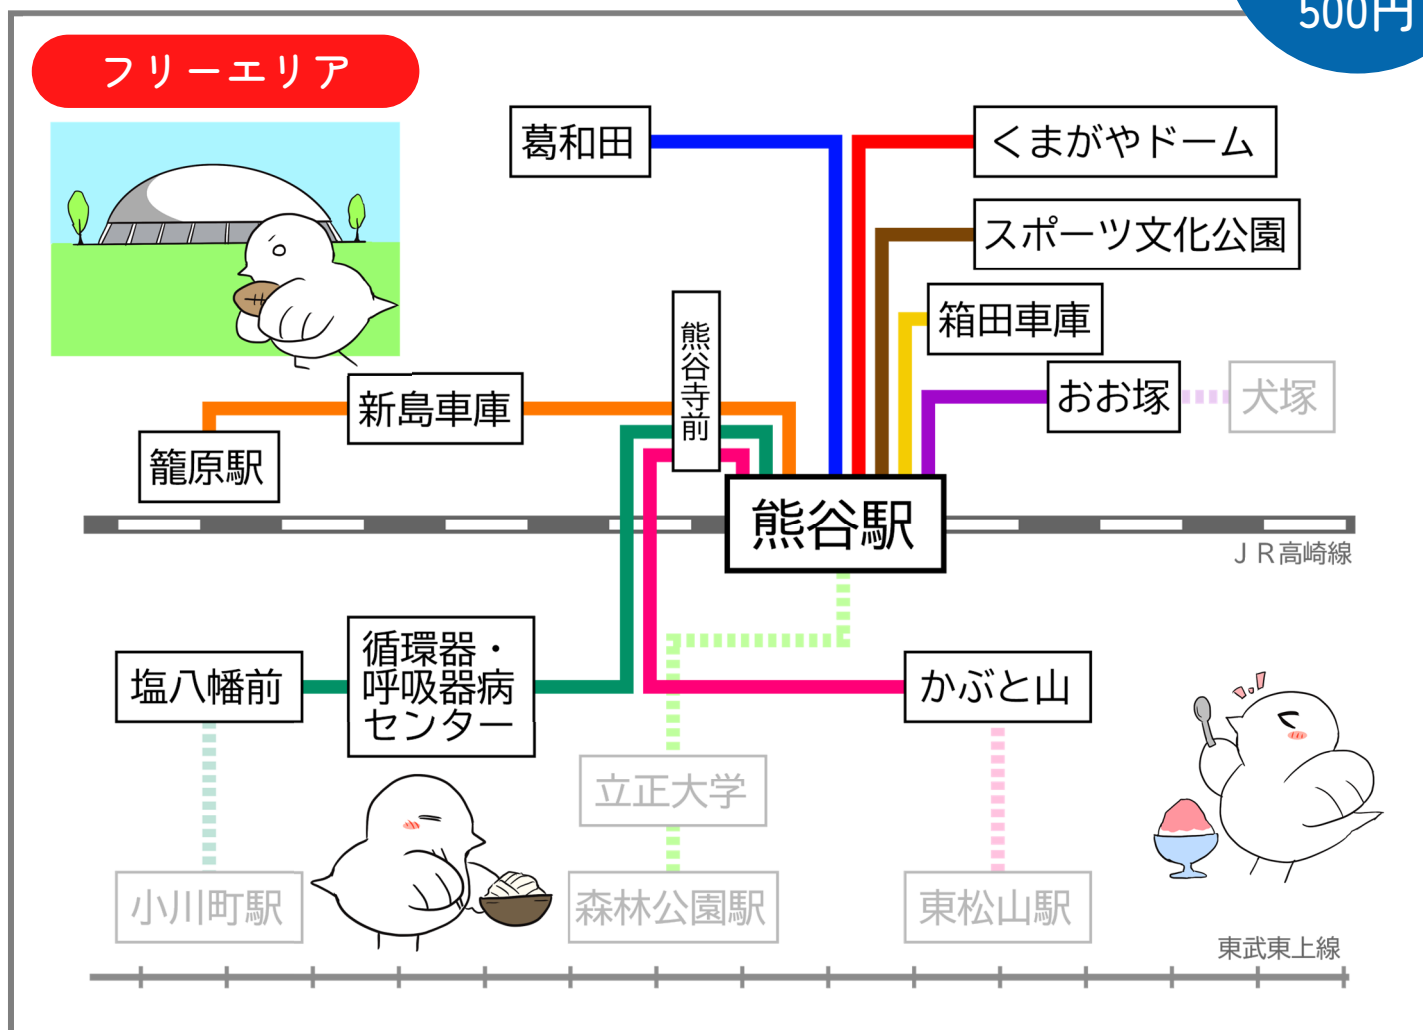 500円
フリーエリア
葛和田
くまがやドーム
スポーツ文化公園
箱田車庫
熊谷寺前
おお塚
犬塚
新島車庫
籠原駅
熊谷駅
JR高崎線
塩八幡前
循環器・
呼吸器病
センター
かぶと山
立正大学
小川町駅
森林公園駅
東松山駅
東武東上線